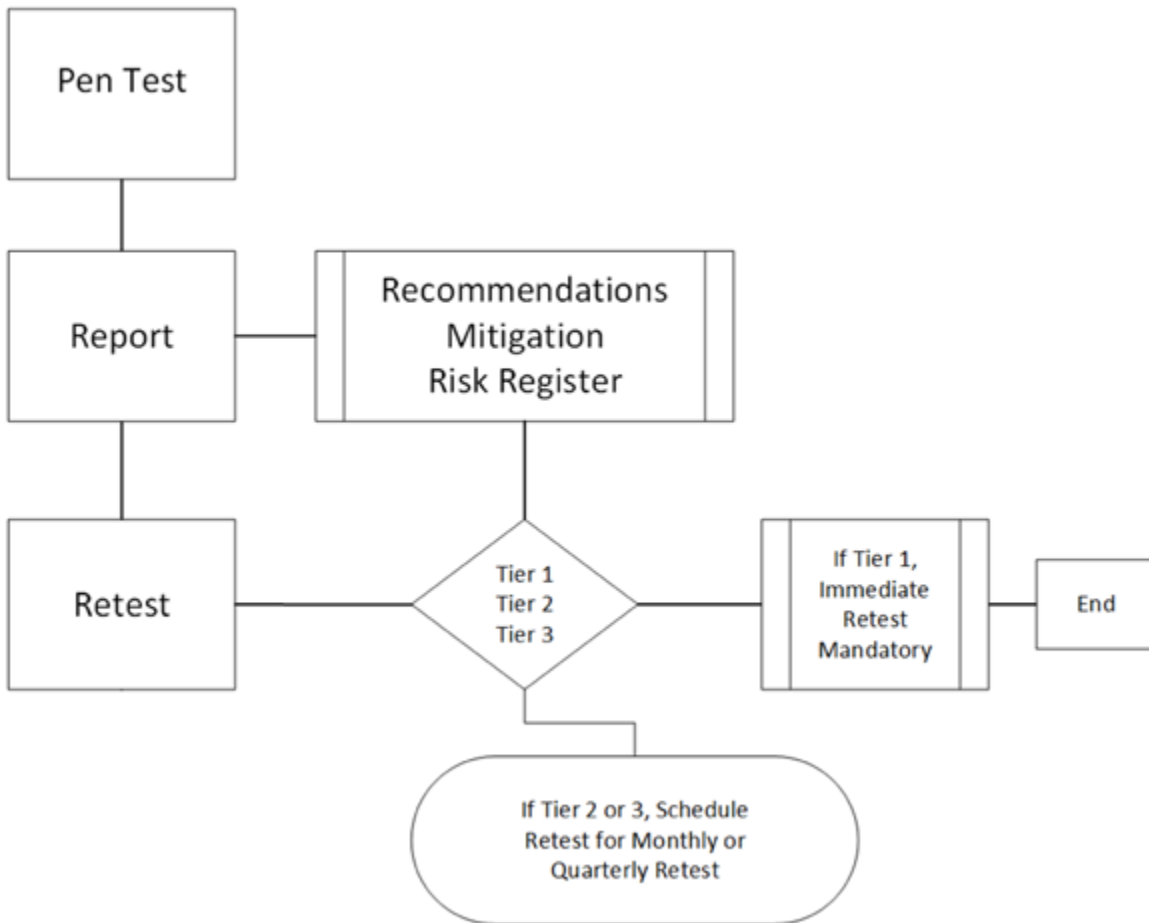 Pen Test
Report
Recommendations
Mitigation
Risk Register
Retest
Tier 1
Tier 2
Tier 3
If Tier 1,
Immediate
Retest
Mandatory
End
If Tier 2 or 3, Schedule
Retest for Monthly or
Quarterly Retest